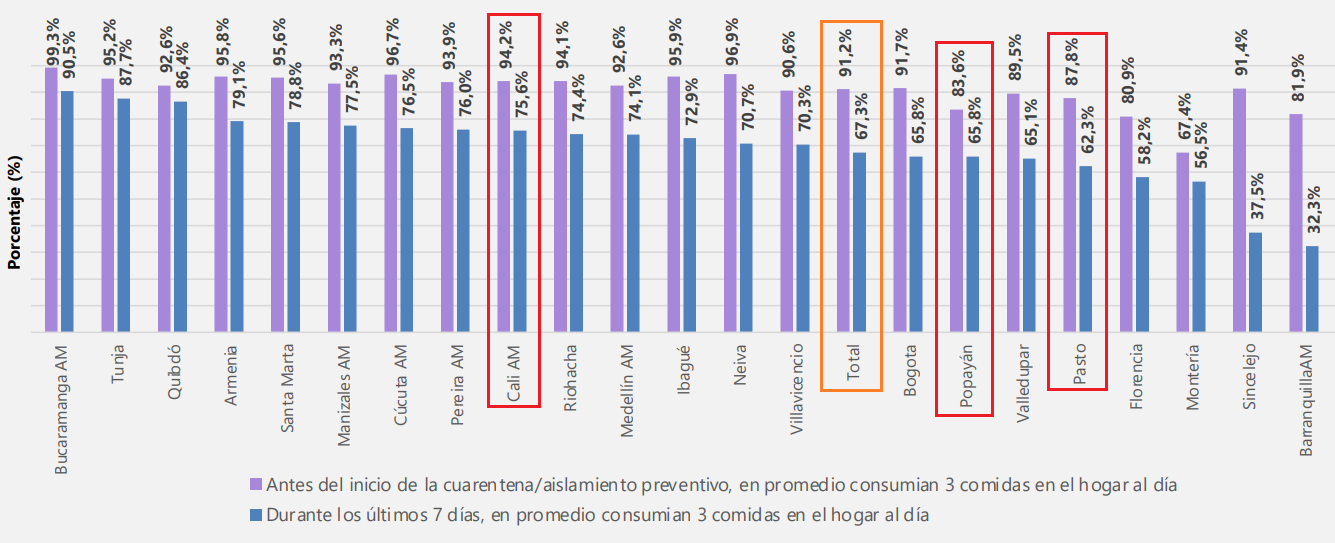 Porcentaje (%)
99,3% 90,5% 95,2% 87,7% 92,6% 86,4% 95,8% 79,1% 95,6% 78,8% 93,3% 77,5% 96,7% 76,5% 93,9% 76,0% 94,2% 75,6% 94,1% 74,4% 92,6% 74,1% 95,9% 72,9% 96,9% 70,7% 90,6% 70,3% 91,2% 67,3% 91,7% 65,8% 83,6% 65,8% 89,5% 65,1% 87,8% 62,3% 80,9% 58,2% 67,4% 56,5% 91,4% 37,5% 81,9% 32,3%
Bucaramanga AM
Tunja
Quibdó
Armenia
Santa Marta
Manizales AM
Cúcuta AM
Pereira AM
Cali AM
Riohacha
Medellín AM
Ibagué
Neiva
Villavicencio
Total
Bogota
Popayán
Valledupar
Pasto
Florencia
Montería
Sincelejo
BarranquillaAM
Antes del inicio de la cuarentena/aislamiento preventivo, en promedio consumian 3 comidas en el hogar al día
Durante los últimos 7 días, en promedio consumian 3 comidas en el hogar al día